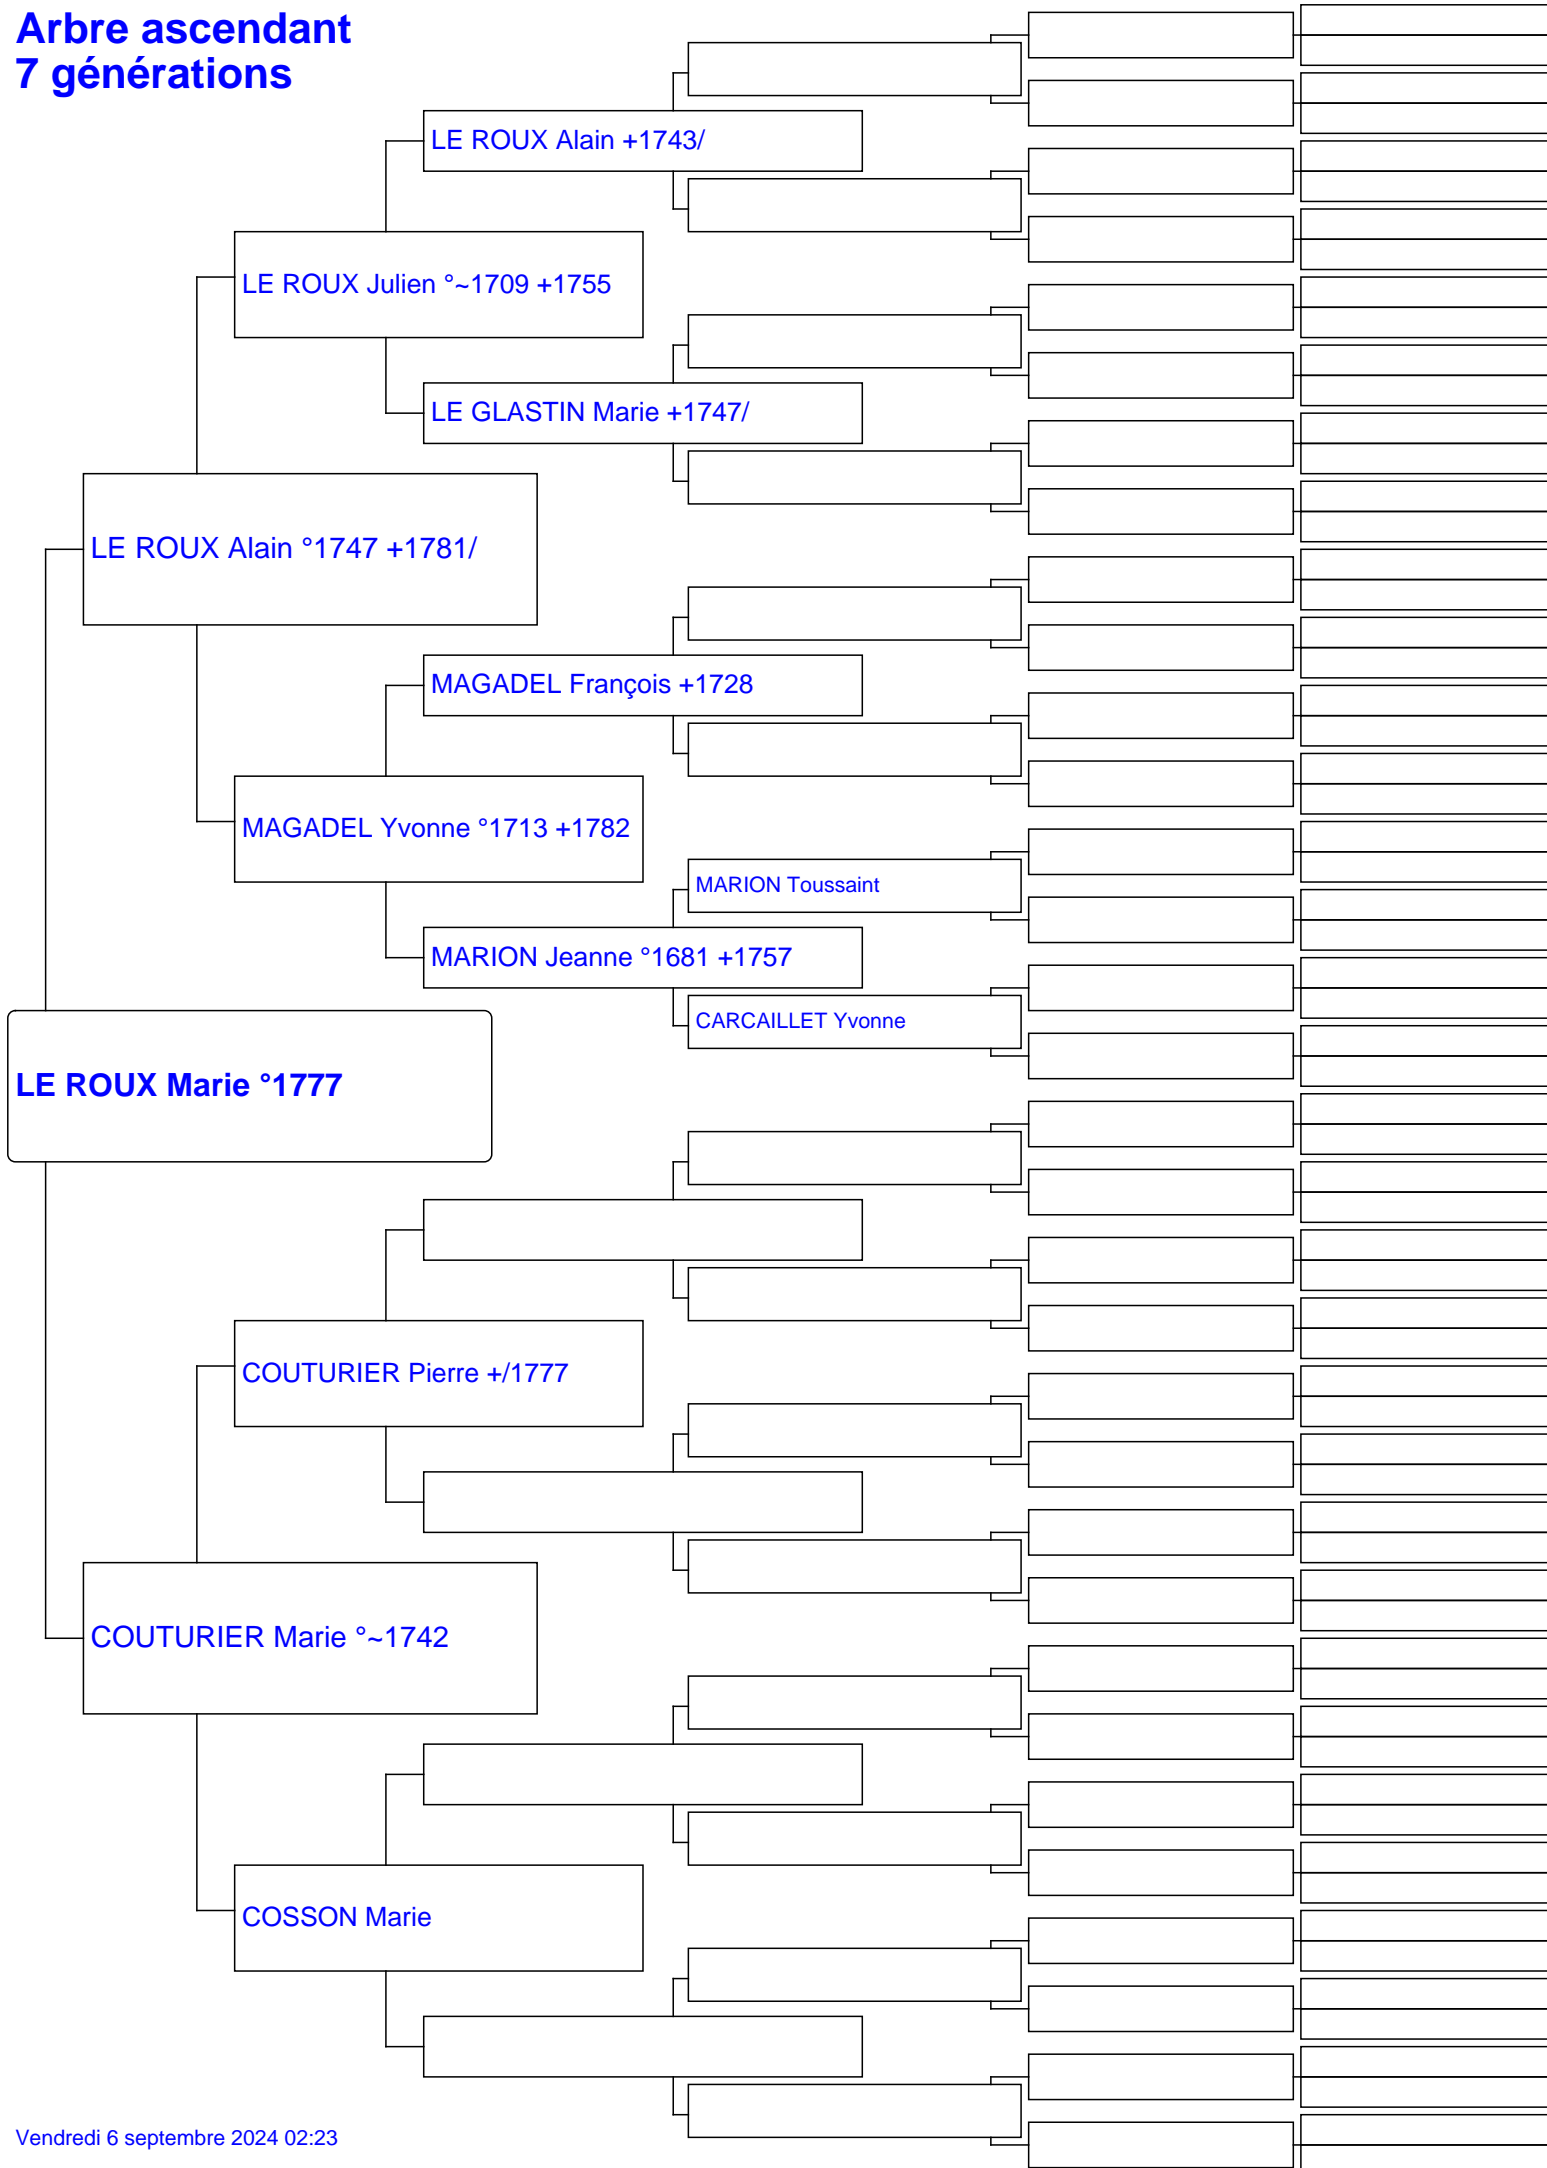 Arbre ascendant
7 générations
LE ROUX Alain +1743/
LE ROUX Julien °~1709 +1755
LE GLASTIN Marie +1747/
LE ROUX Alain °1747 +1781/
MAGADEL François +1728
MAGADEL Yvonne °1713 +1782
MARION Toussaint
MARION Jeanne °1681 +1757
CARCAILLET Yvonne
LE ROUX Marie °1777
COUTURIER Pierre +/1777
COUTURIER Marie °~1742
COSSON Marie
Vendredi 6 septembre 2024 02:23